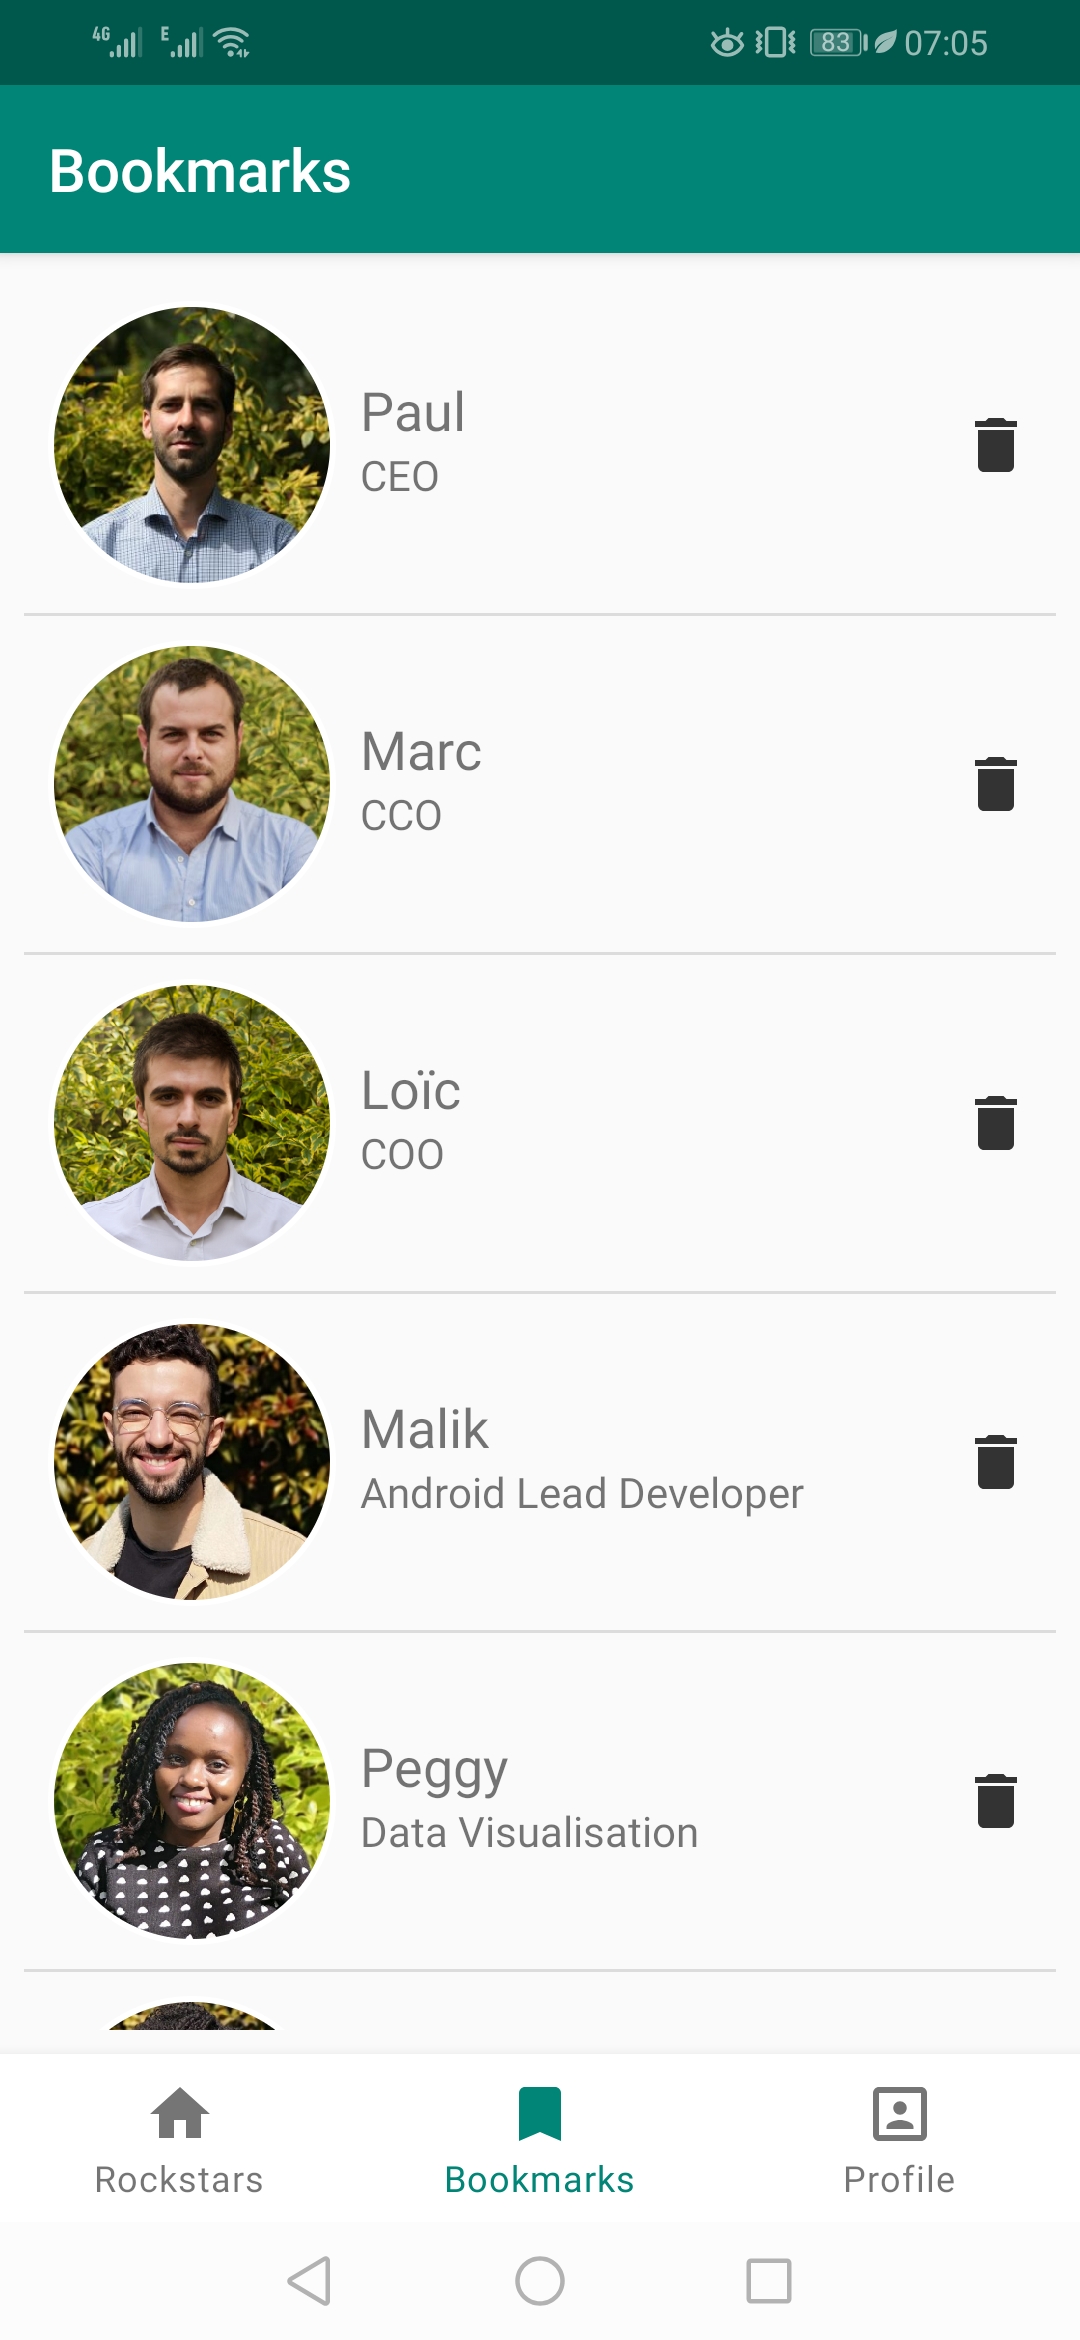 4G E 83 07:05
Bookmarks
Paul
CEO
Marc
CCO
Loïc
COO
Malik
Android Lead Developer
Peggy
Data Visualisation
Rockstars Bookmarks Profile